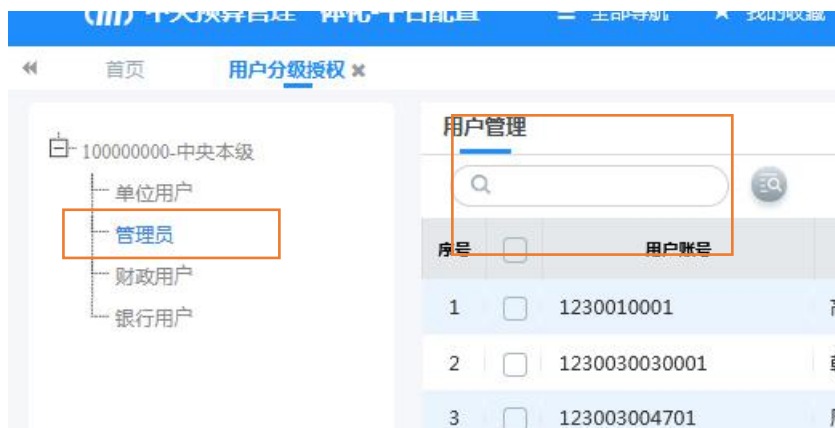 首页
用户分级授权
100000000-中央本级
单位用户
管理员
财政用户
银行用户
用户管理
序号 用户账号
1 1230010001
2 1230030030001
3 123003004701